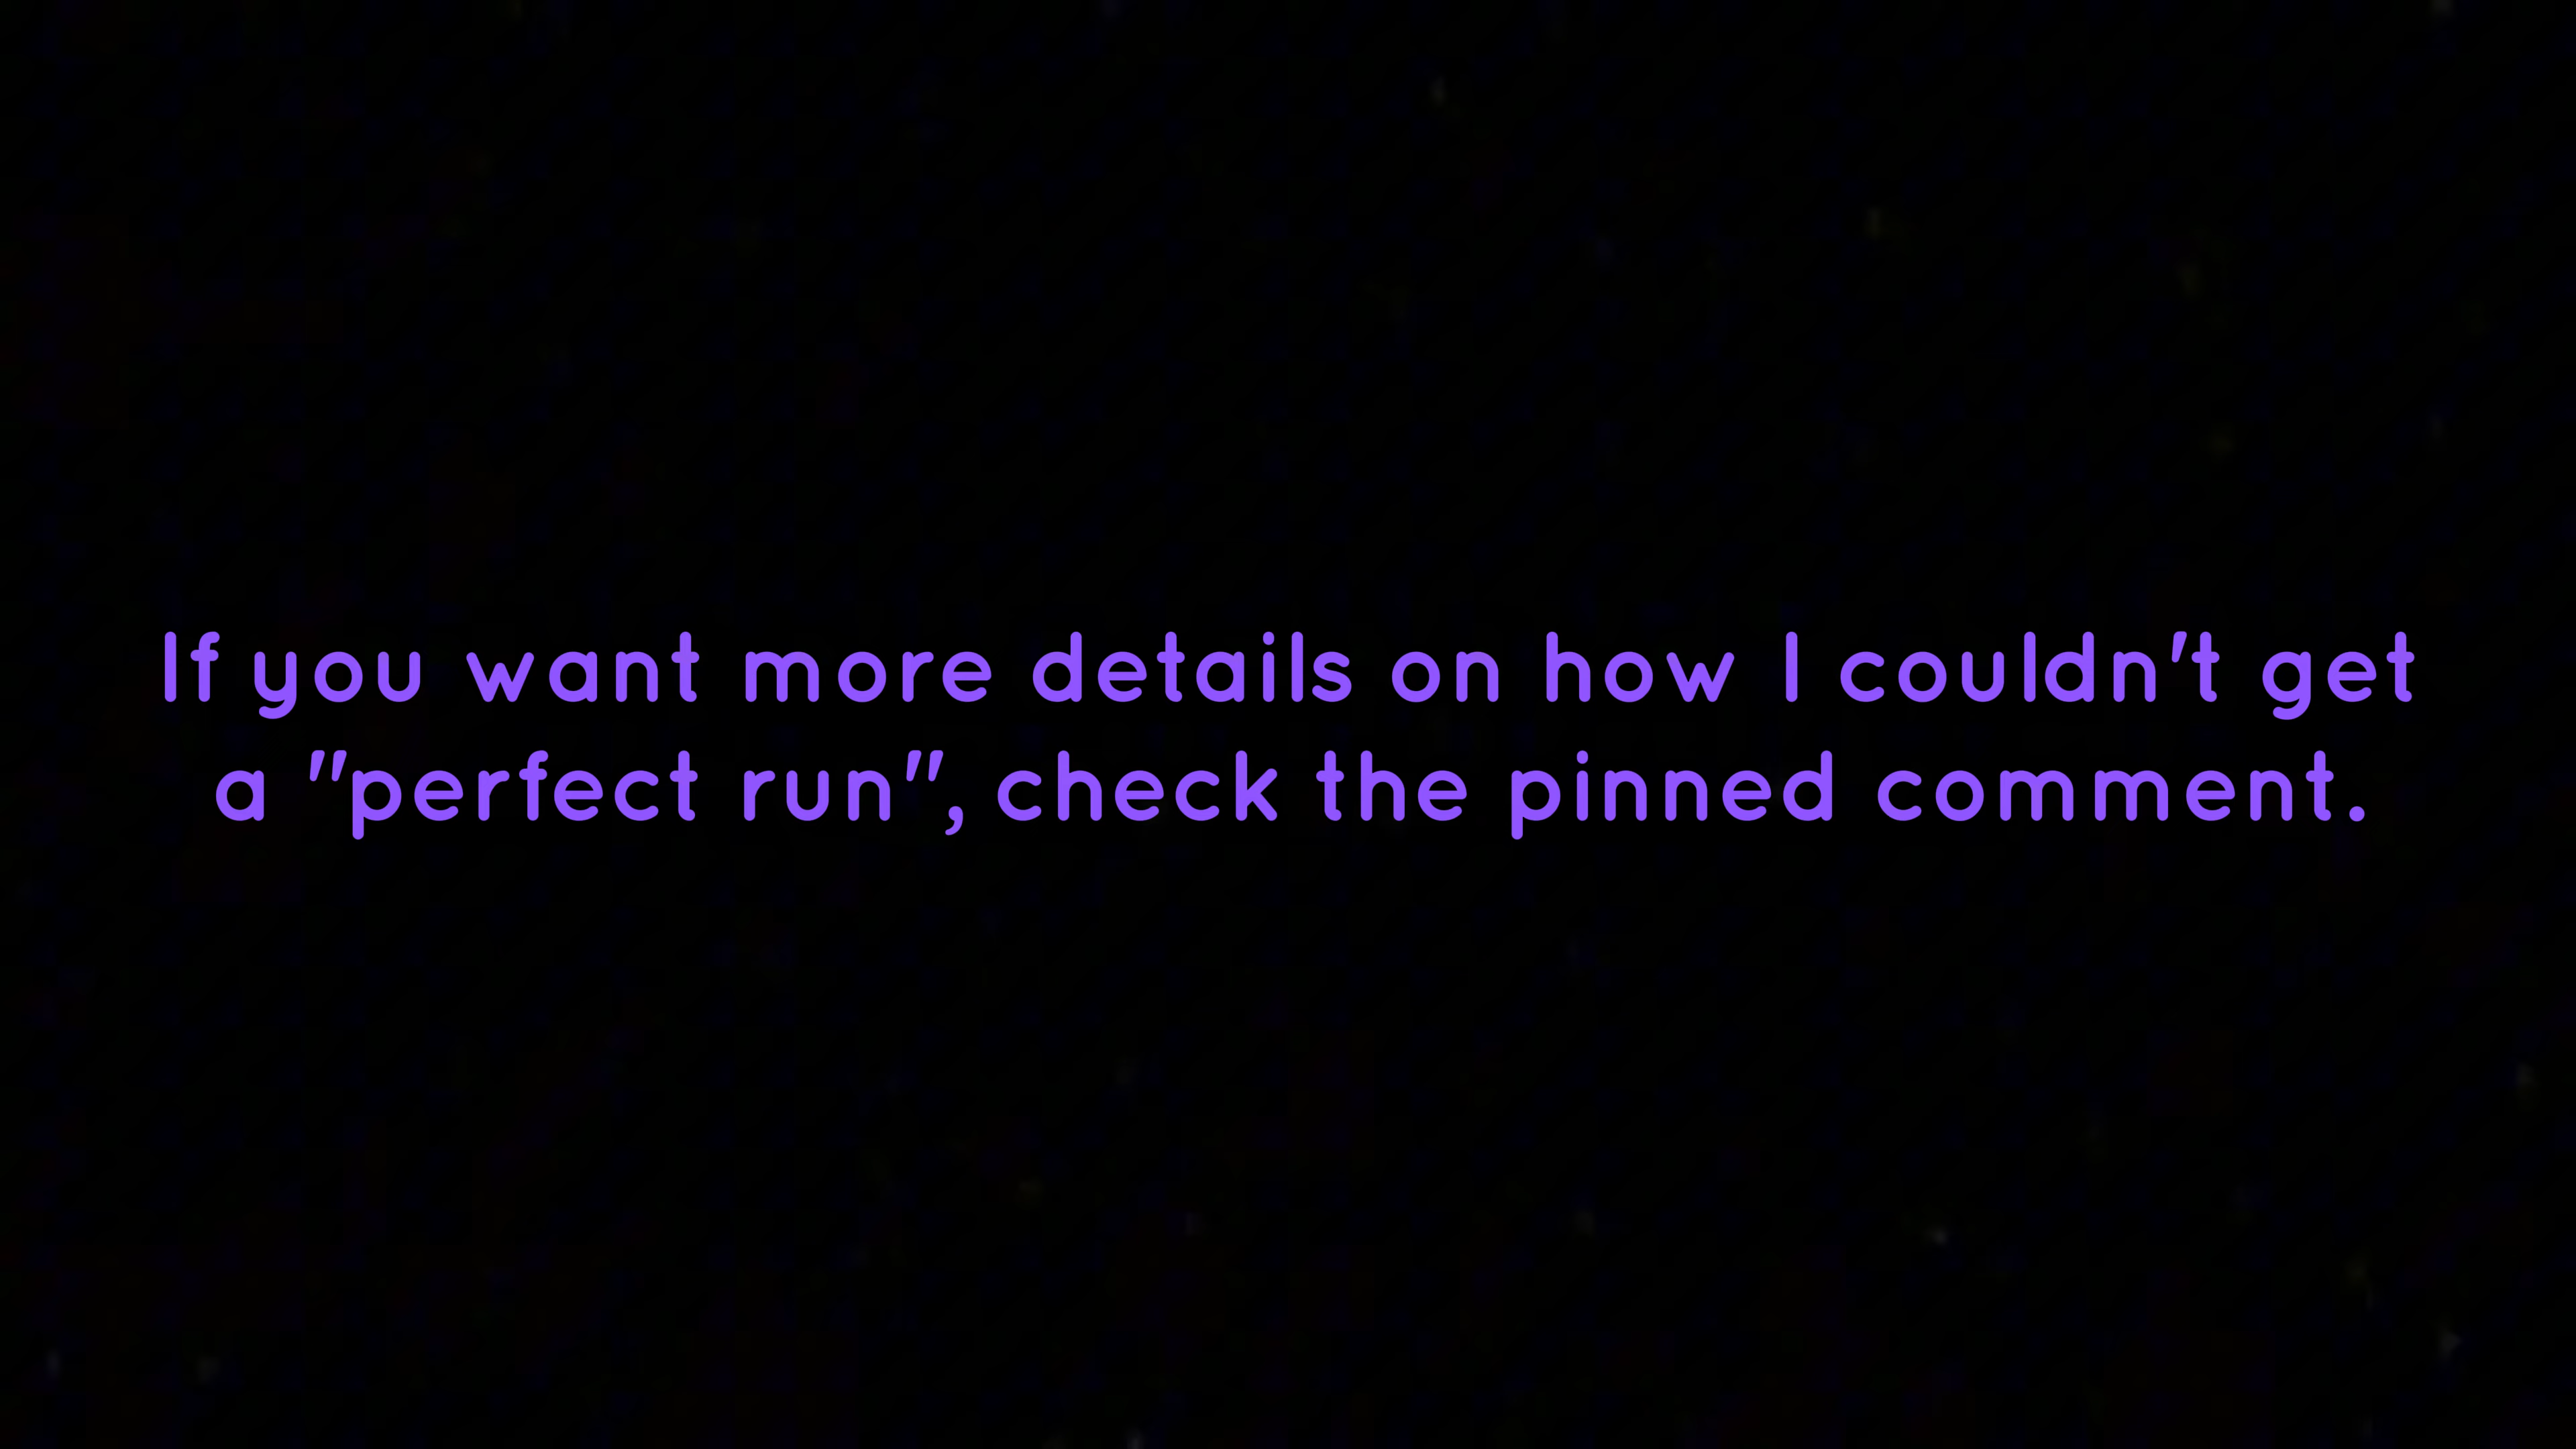 If you want more details on how I couldn't get
a "perfect run", check the pinned comment.